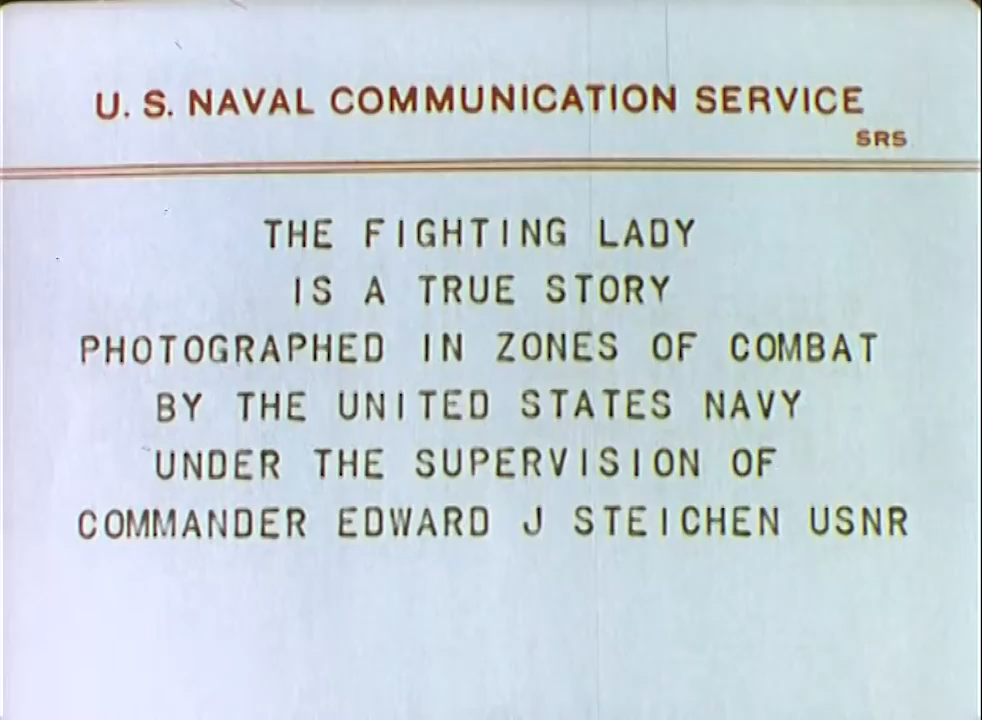 U. S. NAVAL COMMUNICATION SERVICE
SRS
THE FIGHTING LADY
IS A TRUE STORY
PHOTOGRAPHED IN ZONES OF COMBAT
BY THE UNITED STATES NAVY
UNDER THE SUPERVISION OF
COMMANDER EDWARD J STEICHEN USNR